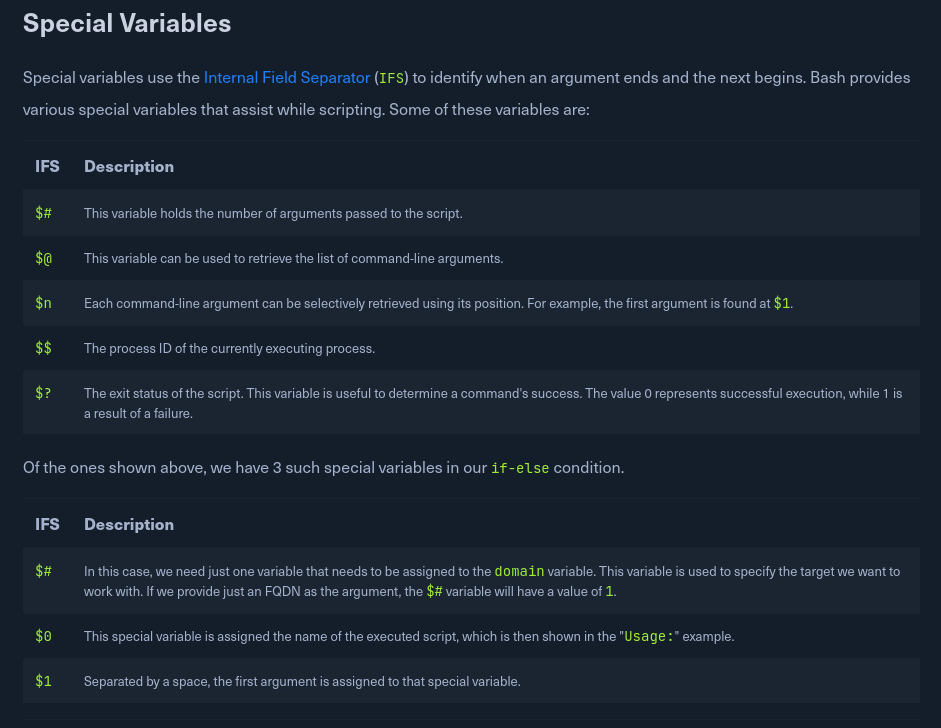 Special Variables
Special variables use the Internal Field Separator (IFS) to identify when an argument ends and the next begins. Bash provides
various special variables that assist while scripting. Some of these variables are:
IFS Description
$# This variable holds the number of arguments passed to the script.
$@ This variable can be used to retrieve the list of command-line arguments.
$n Each command-line argument can be selectively retrieved using its position. For example, the first argument is found at $1.
$$ The process ID of the currently executing process.
$? The exit status of the script. This variable is useful to determine a command's success. The value 0 represents successful execution, while 1 is
a result of a failure.
Of the ones shown above, we have 3 such special variables in our if-else condition.
IFS Description
$# In this case, we need just one variable that needs to be assigned to the domain variable. This variable is used to specify the target we want to
work with. If we provide just an FQDN as the argument, the $# variable will have a value of 1.
$0 This special variable is assigned the name of the executed script, which is then shown in the "Usage:" example.
$1 Separated by a space, the first argument is assigned to that special variable.